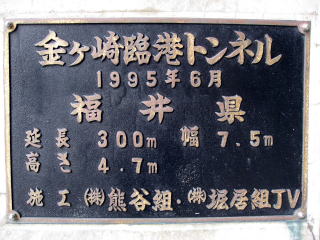 金ヶ崎臨港トンネル
1995年6月
福井県
延長 300m 幅 7.5m
高さ 4.7m
施工 ㈱熊谷組・㈱堀居組JV